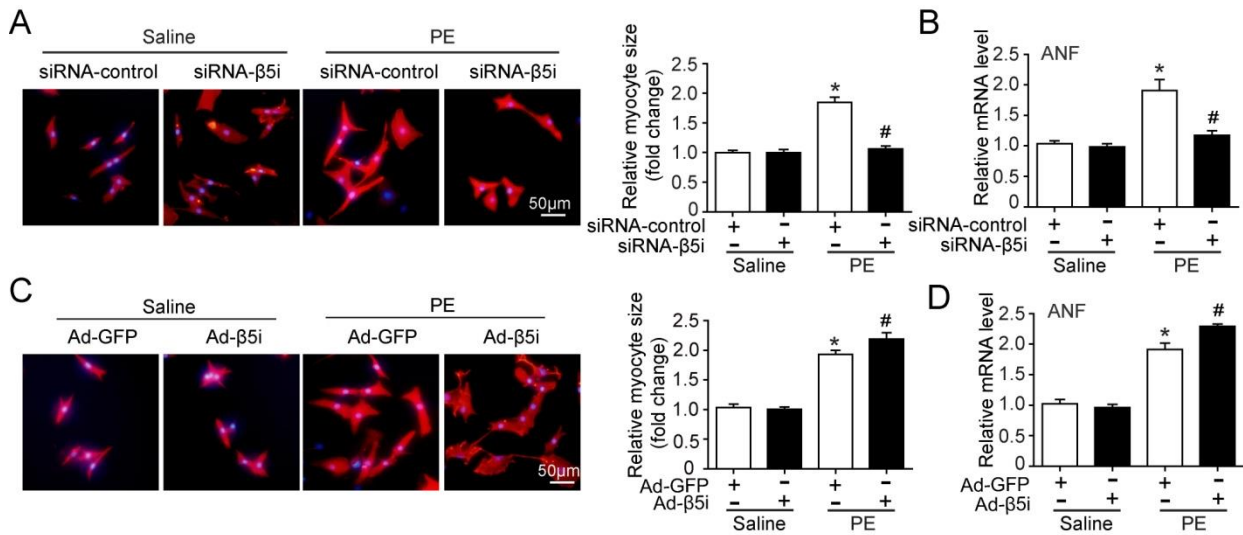 A
Saline
PE
siRNA-control
siRNA-β5i
siRNA-control
siRNA-β5i
50μm
Relative myocyte size
(fold change)
2.5
2.0
1.5
1.0
0.5
0
*
#
siRNA-control + - + -
siRNA-β5i - + - +
Saline
PE
B
Relative mRNA level
ANF
2.5
2.0
1.5
1.0
0.5
0
*
#
siRNA-control + - + -
siRNA-β5i - + - +
Saline
PE
C
Saline
PE
Ad-GFP
Ad-β5i
Ad-GFP
Ad-β5i
50μm
Relative myocyte size
(fold change)
2.5
2.0
1.5
1.0
0.5
0
*
#
Ad-GFP + - + -
Ad-β5i - + - +
Saline
PE
D
Relative mRNA level
ANF
2.5
2.0
1.5
1.0
0.5
0
*
#
Ad-GFP + - + -
Ad-β5i - + - +
Saline
PE